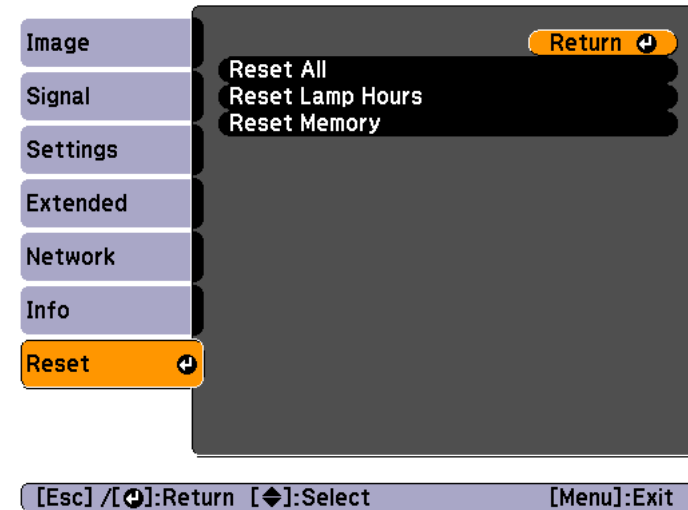 Image
Signal
Settings
Extended
Network
Info
Reset
Return
Reset All
Reset Lamp Hours
Reset Memory
[Esc] /[]:Return [◆]:Select [Menu]:Exit